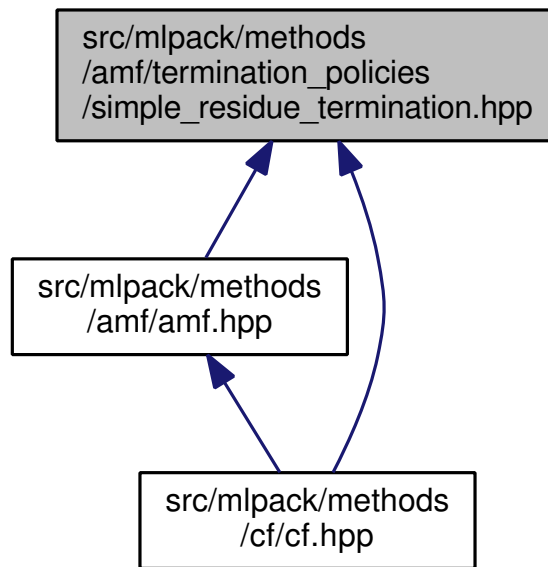 src/mlpack/methods
/amf/termination_policies
/simple_residue_termination.hpp
src/mlpack/methods
/amf/amf.hpp
src/mlpack/methods
/cf/cf.hpp